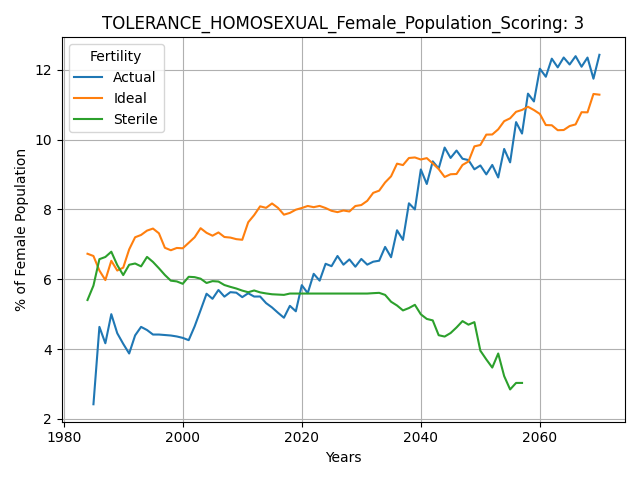 TOLERANCE_HOMOSEXUAL_Female_Population_Scoring: 3
Fertility
Actual
Ideal
Sterile
% of Female Population
12
10
8
6
4
2
1980
2000
2020
2040
2060
Years